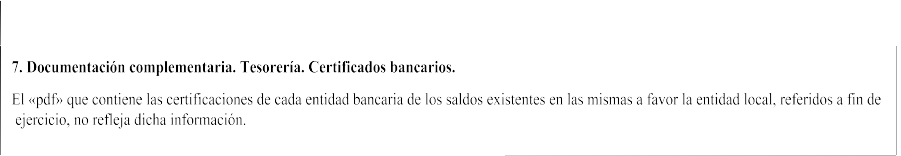 7. Documentación complementaria. Tesorería. Certificados bancarios.
El «pdf» que contiene las certificaciones de cada entidad bancaria de los saldos existentes en las mismas a favor la entidad local, referidos a fin de
ejercicio, no refleja dicha información.